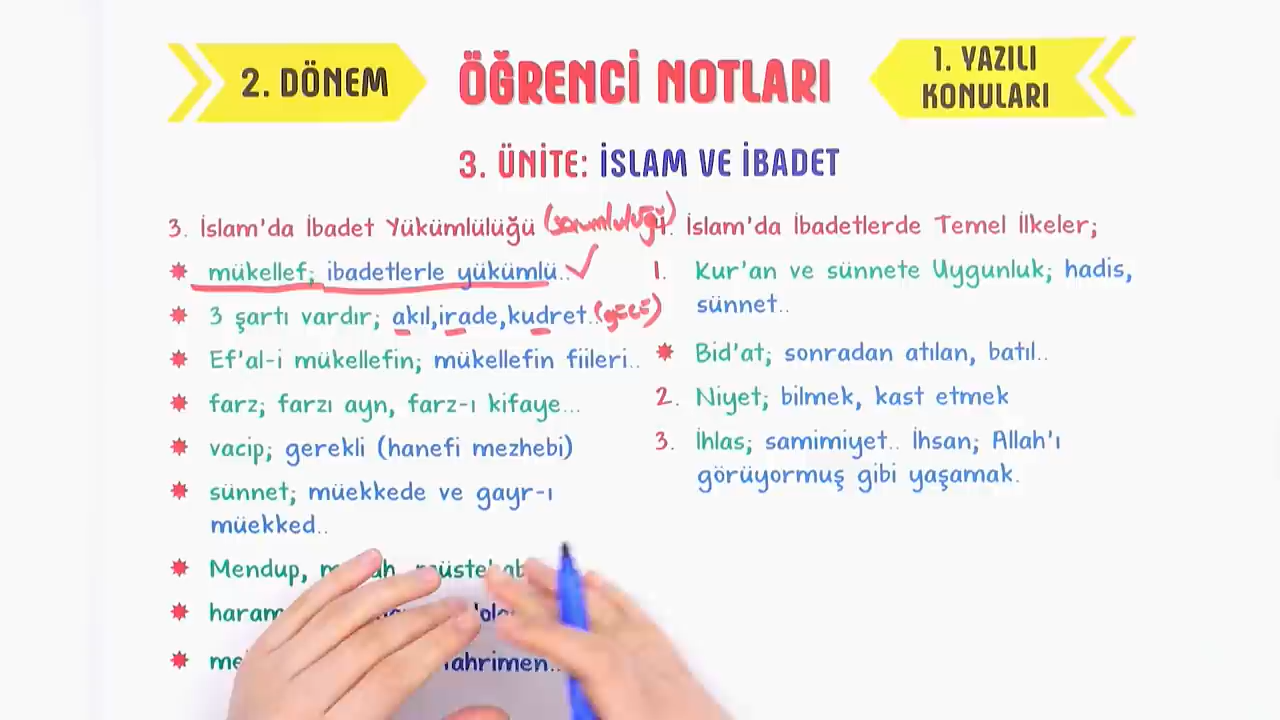 2. DÖNEM
ÖĞRENCİ NOTLARI
1. YAZILI
KONULARI
3. ÜNİTE: İSLAM VE İBADET
3. İslam'da İbadet Yükümlülüğü (sorumluluğu)
mükellef; ibadetlerle yükümlü..
3 şartı vardır; akıl,irade,kudret..(gücü)
Ef'al-i mükellefin; mükellefin fiileri..
farz; farzı ayn, farz-ı kifaye...
vacip; gerekli (hanefi mezhebi)
sünnet; müekkede ve gayr-ı
müekked..
Mendup,
haram
4. İslam'da İbadetlerde Temel İlkeler;
1. Kur'an ve sünnete Uygunluk; hadis,
sünnet..
Bid'at; sonradan atılan, batıl..
2. Niyet; bilmek, kast etmek
3. İhlas; samimiyet.. İhsan; Allah'ı
görüyormuş gibi yaşamak.